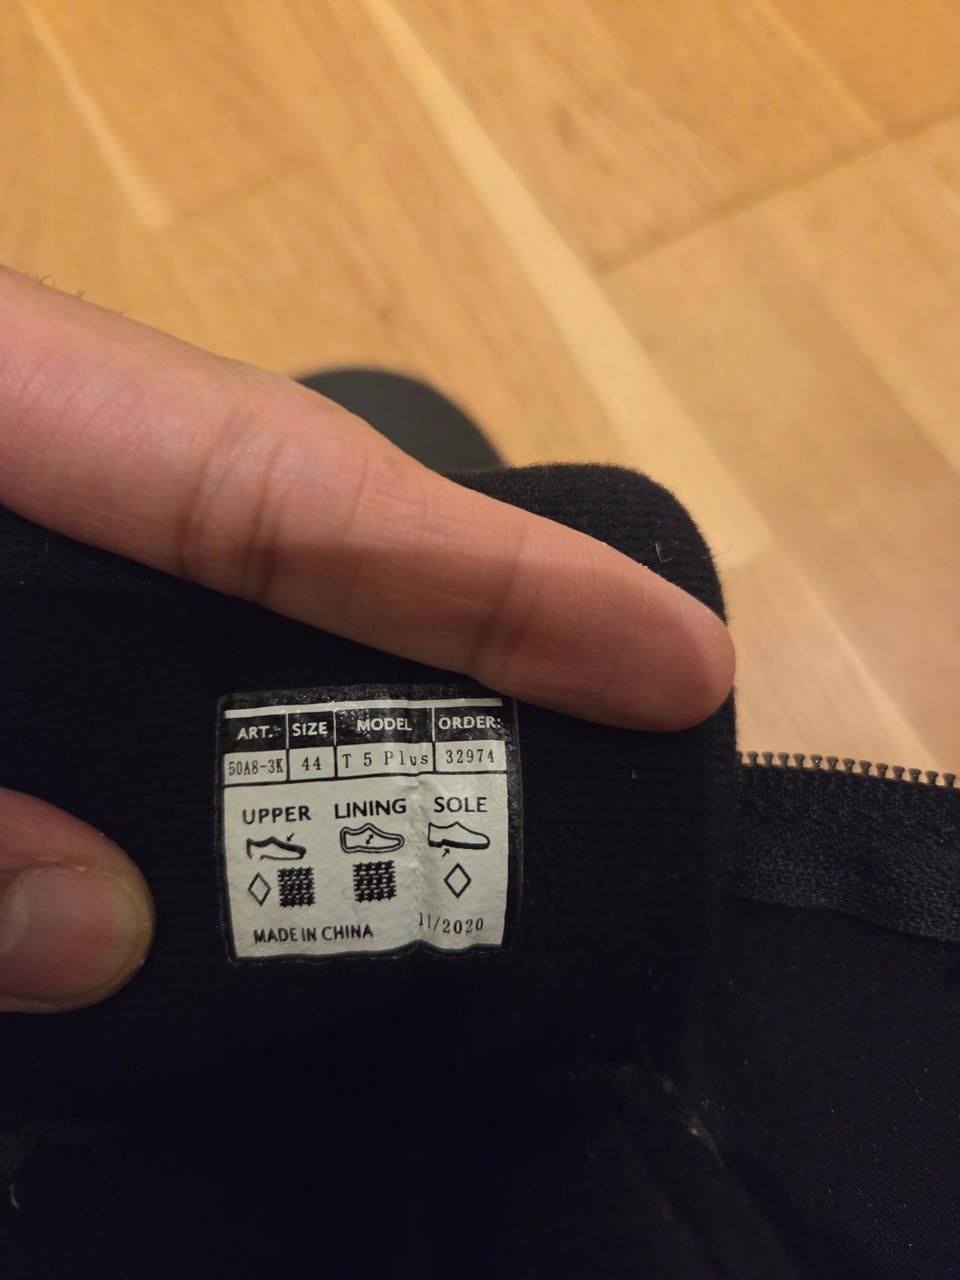 ART. SIZE MODEL ORDER:
50A8-3K 44 T 5 Plus 32974
UPPER LINING SOLE
MADE IN CHINA 11/2020